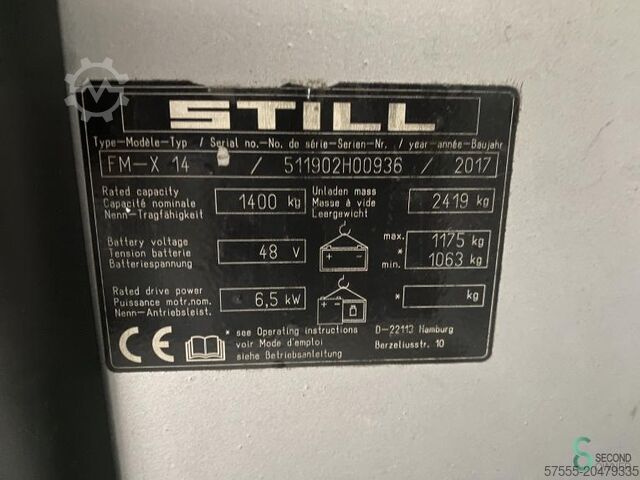 STILL
Type-Modèle-Typ / Serial no.-No. de série-Serien-Nr. / year-année-Baujahr
FM-X 14 / 511902H00936 / 2017
Rated capacity
Capacité nominale
Nenn-Tragfähigkeit
1400 kg
Unladen mass
Masse à vide
Leergewicht
2419 kg
Battery voltage
Tension batterie
Batteriespannung
48 V
max. 1175 kg
*
min. 1063 kg
Rated drive power
Puissance motr.nom.
Nenn-Antriebsleist.
6,5 kW
* kg
* see Operating instructions
voir Mode d'emploi
siehe Betriebsanleitung
D-22113 Hamburg
Berzeliusstr. 10
CE
SECOND
57555-20479335